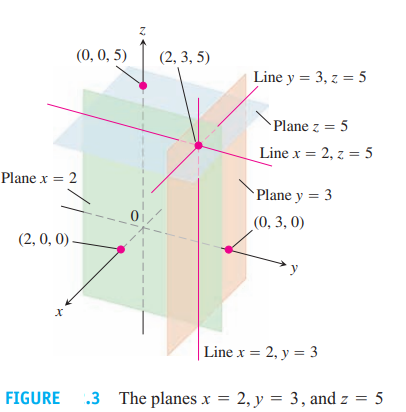 z
(0, 0, 5)
(2, 3, 5)
Line y = 3, z = 5
Plane z = 5
Line x = 2, z = 5
Plane x = 2
Plane y = 3
0
(0, 3, 0)
(2, 0, 0)
y
x
Line x = 2, y = 3
FIGURE .3 The planes x = 2, y = 3, and z = 5